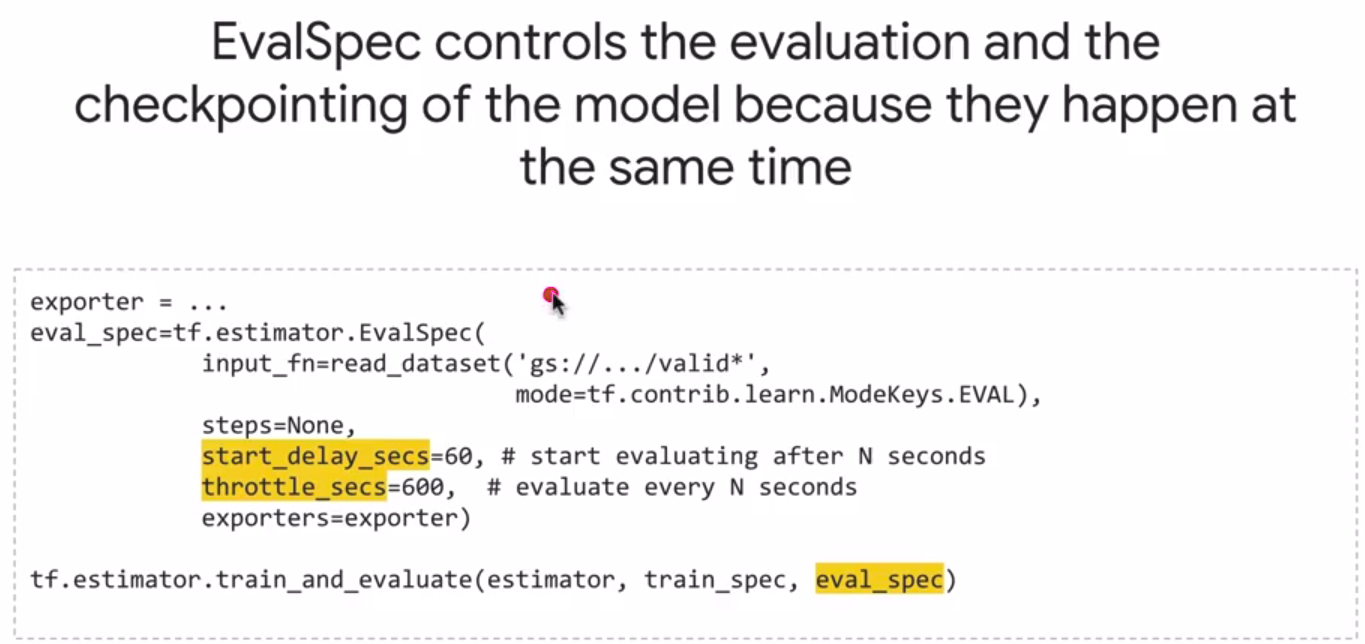 EvalSpec controls the evaluation and the
checkpointing of the model because they happen at
the same time
exporter = ...
eval_spec=tf.estimator.EvalSpec(
input_fn=read_dataset('gs://.../valid*',
mode=tf.contrib.learn.ModeKeys.EVAL),
steps=None,
start_delay_secs=60, # start evaluating after N seconds
throttle_secs=600, # evaluate every N seconds
exporters=exporter)
tf.estimator.train_and_evaluate(estimator, train_spec, eval_spec)